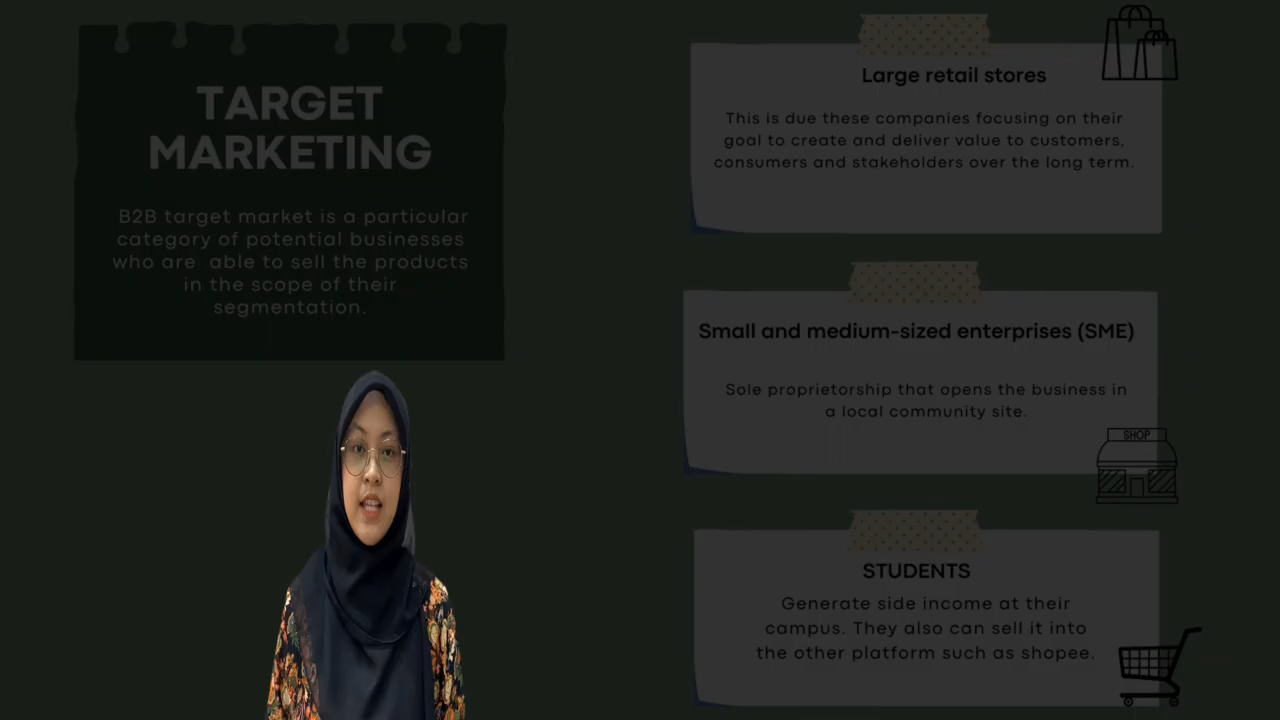 TARGET
MARKETING
B2B target market is a particular
category of potential businesses
who are  able to sell the products
in the scope of their
segmentation.
Large retail stores
This is due these companies focusing on their
goal to create and deliver value to customers,
consumers and stakeholders over the long term.
Small and medium-sized enterprises (SME)
Sole proprietorship that opens the business in
a local community site.
SHOP
STUDENTS
Generate side income at their
campus. They also can sell it into
the other platform such as shopee.